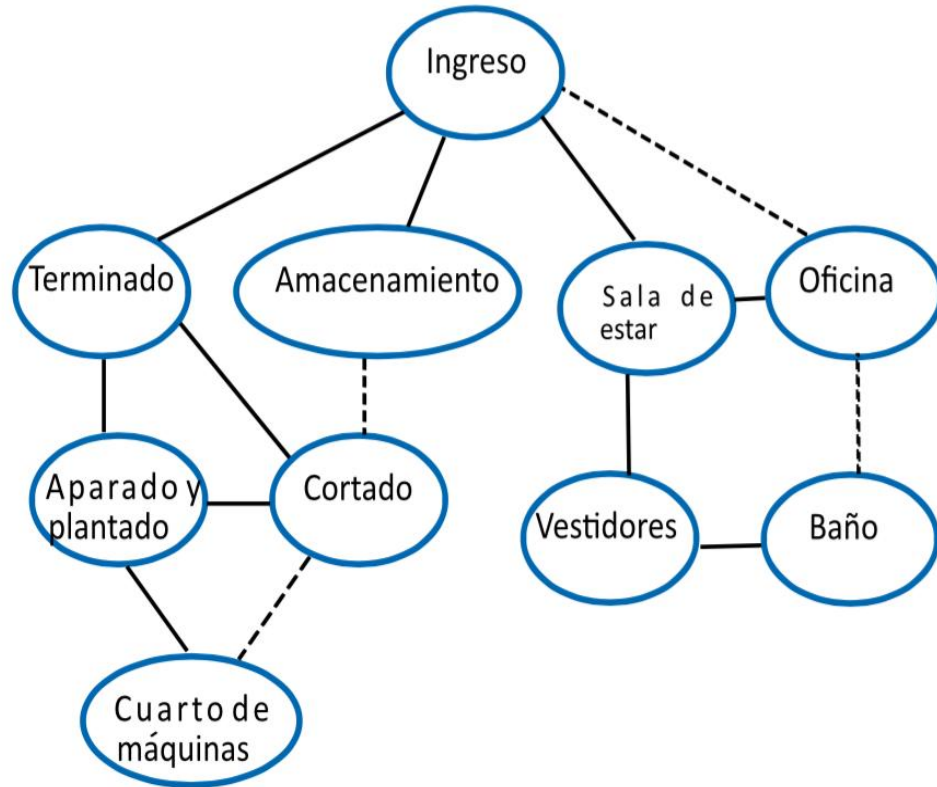 Ingreso
Terminado
Amacenamiento
Sala de
estar
Oficina
Aparado y
plantado
Cortado
Vestidores
Baño
Cuarto de
máquinas